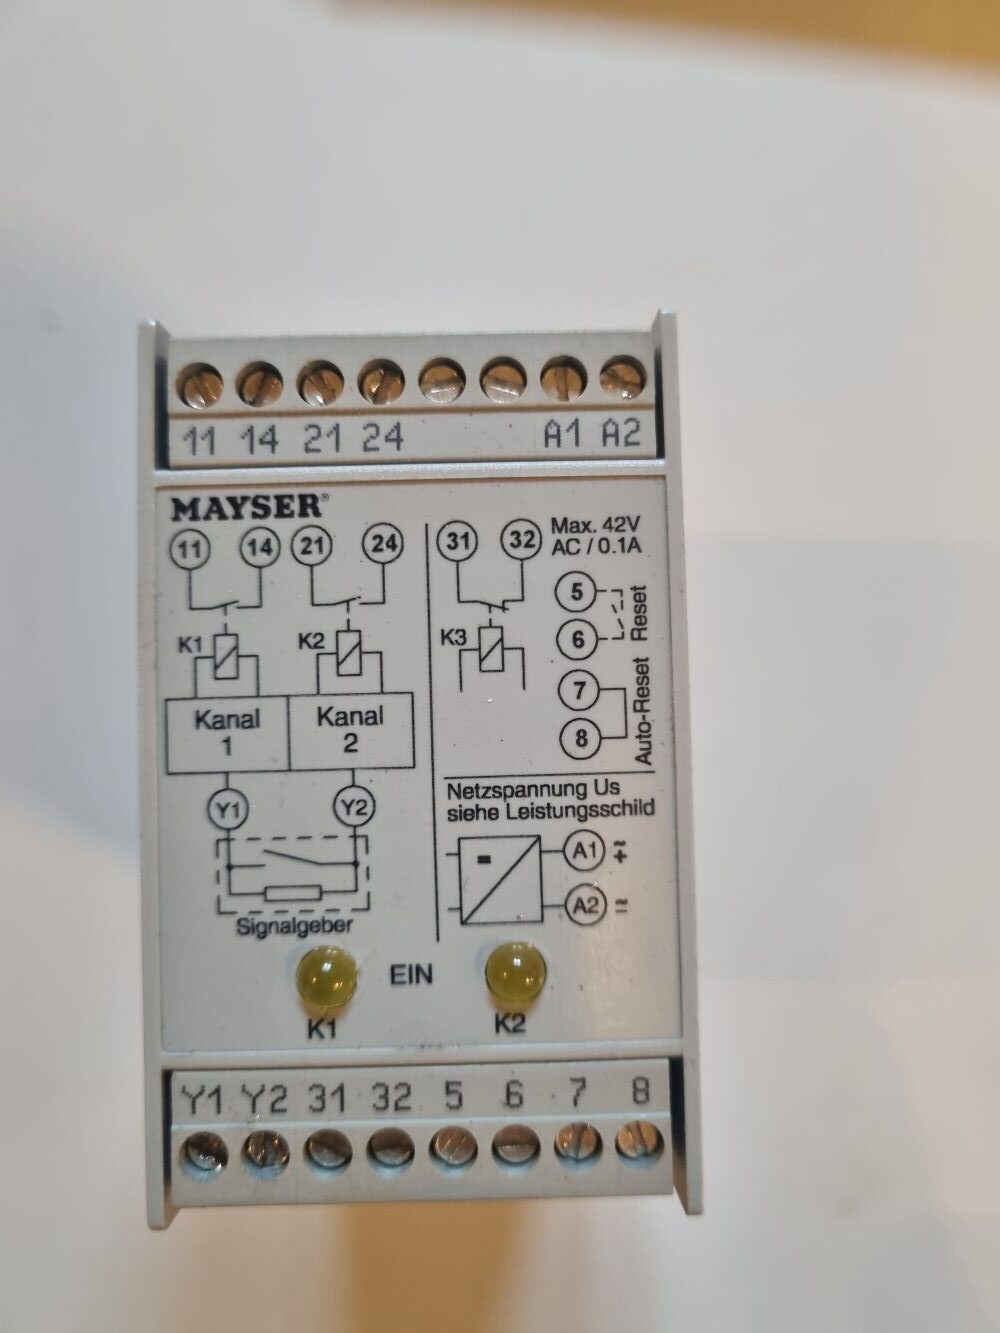 11 14 21 24 A1 A2
MAYSER®
11 14 21 24
K1 K2
Kanal 1
Kanal 2
Y1 Y2
Signalgeber
31 32
Max. 42V
AC / 0.1A
K3
5
6
Reset
7
8
Auto-Reset
Netzspannung Us
siehe Leistungsschild
=
A1 ≂ +
A2 ≂
EIN
K1 K2
Y1 Y2 31 32 5 6 7 8